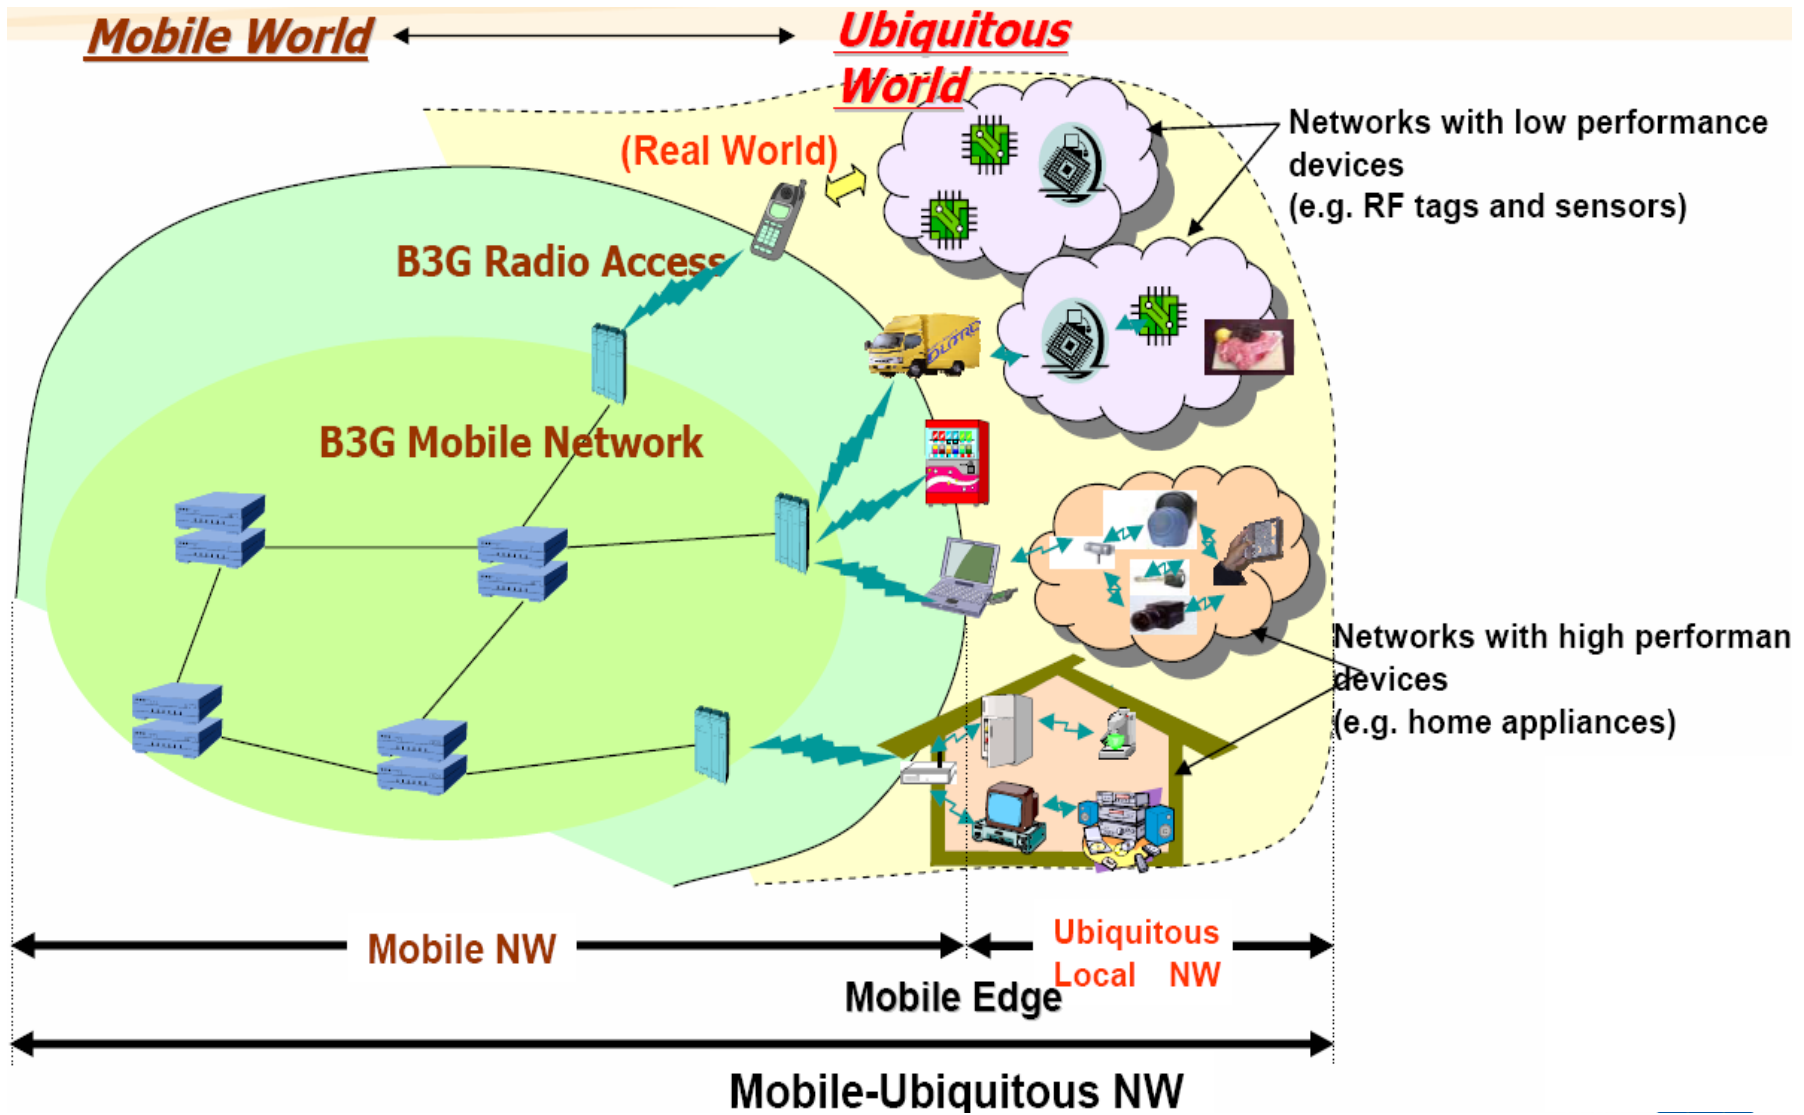 Mobile World
Ubiquitous
World
(Real World)
Networks with low performance
devices
(e.g. RF tags and sensors)
B3G Radio Access
B3G Mobile Network
Networks with high performan
devices
(e.g. home appliances)
Mobile NW
Ubiquitous
Local NW
Mobile Edge
Mobile-Ubiquitous NW